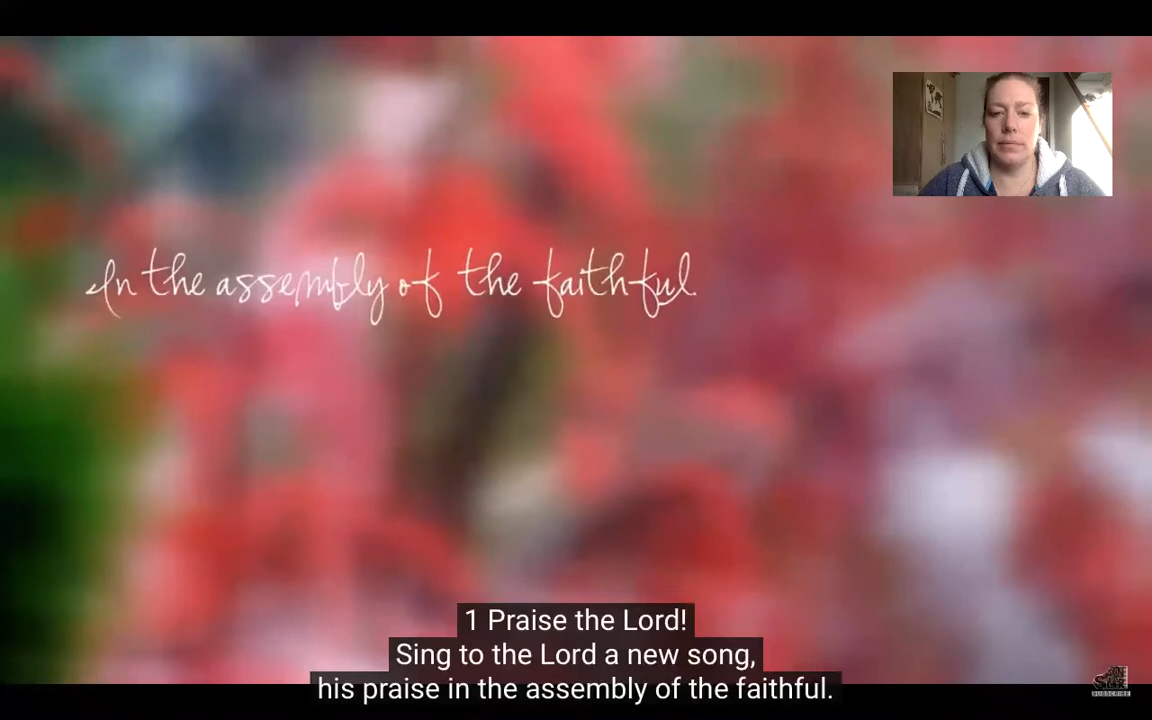 In the assembly of the faithful.
1 Praise the Lord!
Sing to the Lord a new song,
his praise in the assembly of the faithful.
SUBSCRIBE